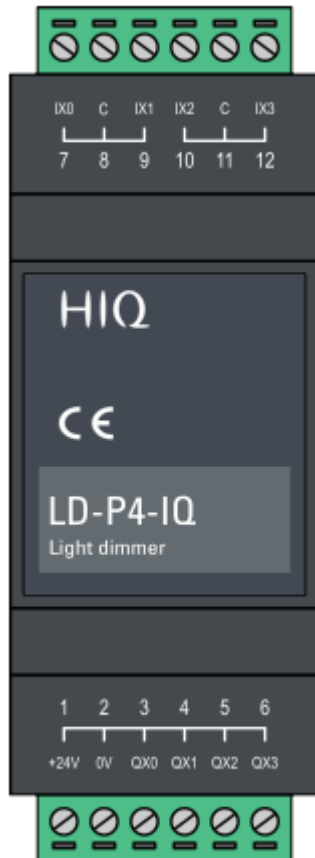 IX0 C IX1 IX2 C IX3
7 8 9 10 11 12
HIQ
CE
LD-P4-IQ
Light dimmer
1 2 3 4 5 6
+24V 0V QX0 QX1 QX2 QX3